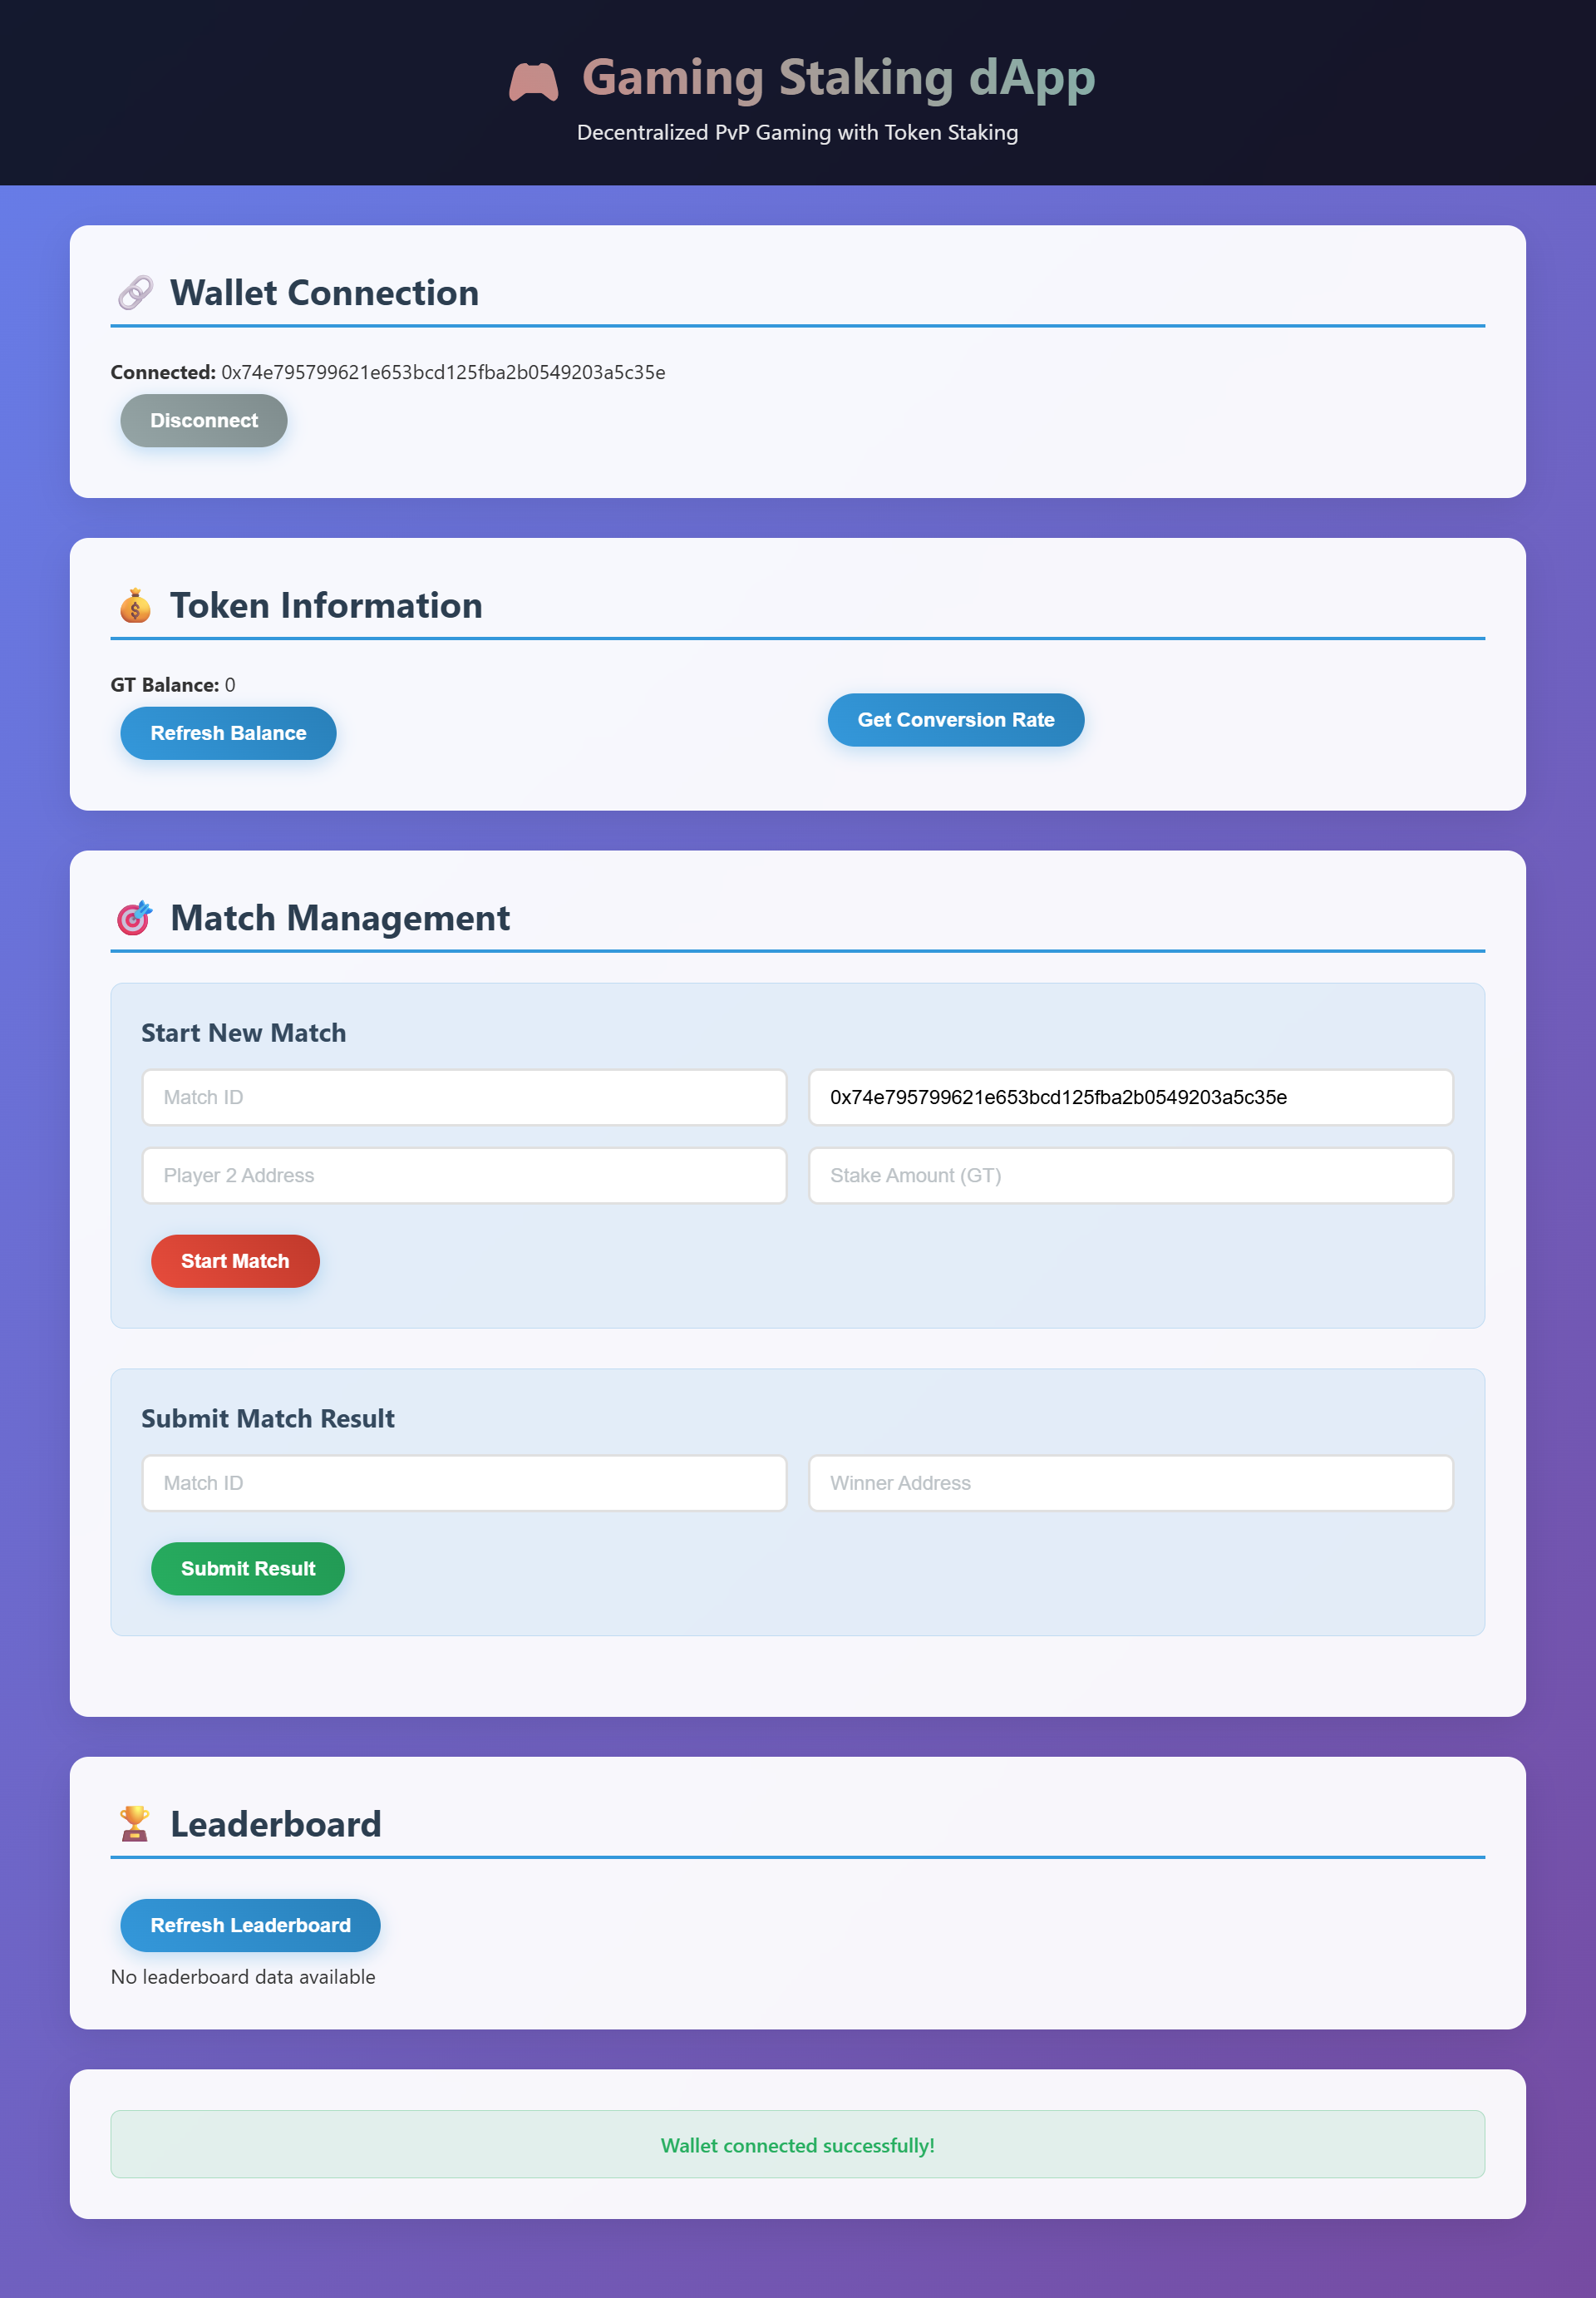 Gaming Staking dApp
Decentralized PvP Gaming with Token Staking
Wallet Connection
Connected: 0x74e795799621e653bcd125fba2b0549203a5c35e
Disconnect
Token Information
GT Balance: 0
Refresh Balance
Get Conversion Rate
Match Management
Start New Match
Match ID
0x74e795799621e653bcd125fba2b0549203a5c35e
Player 2 Address
Stake Amount (GT)
Start Match
Submit Match Result
Match ID
Winner Address
Submit Result
Leaderboard
Refresh Leaderboard
No leaderboard data available
Wallet connected successfully!